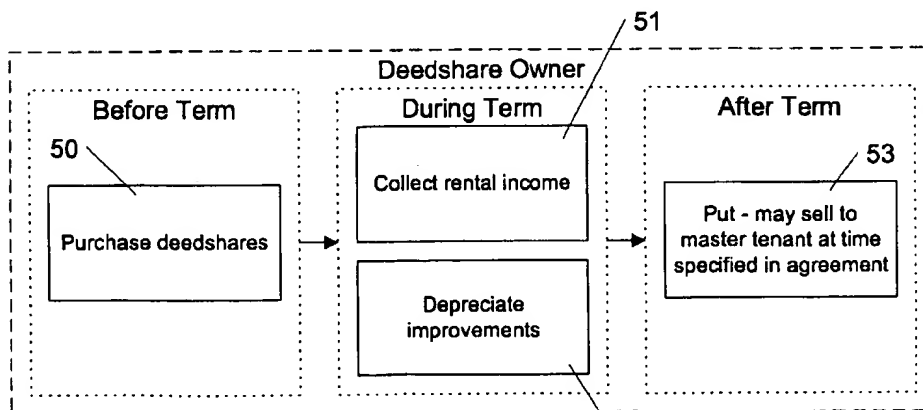 51
Deedshare Owner
Before Term
During Term
After Term
50
53
Collect rental income
Purchase deedshares
Put - may sell to
master tenant at time
specified in agreement
Depreciate
improvements